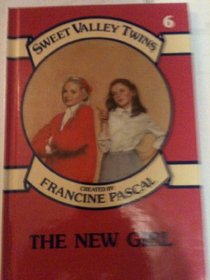 6
SWEET VALLEY TWINS
CREATED BY
FRANCINE PASCAL
THE NEW GIRL